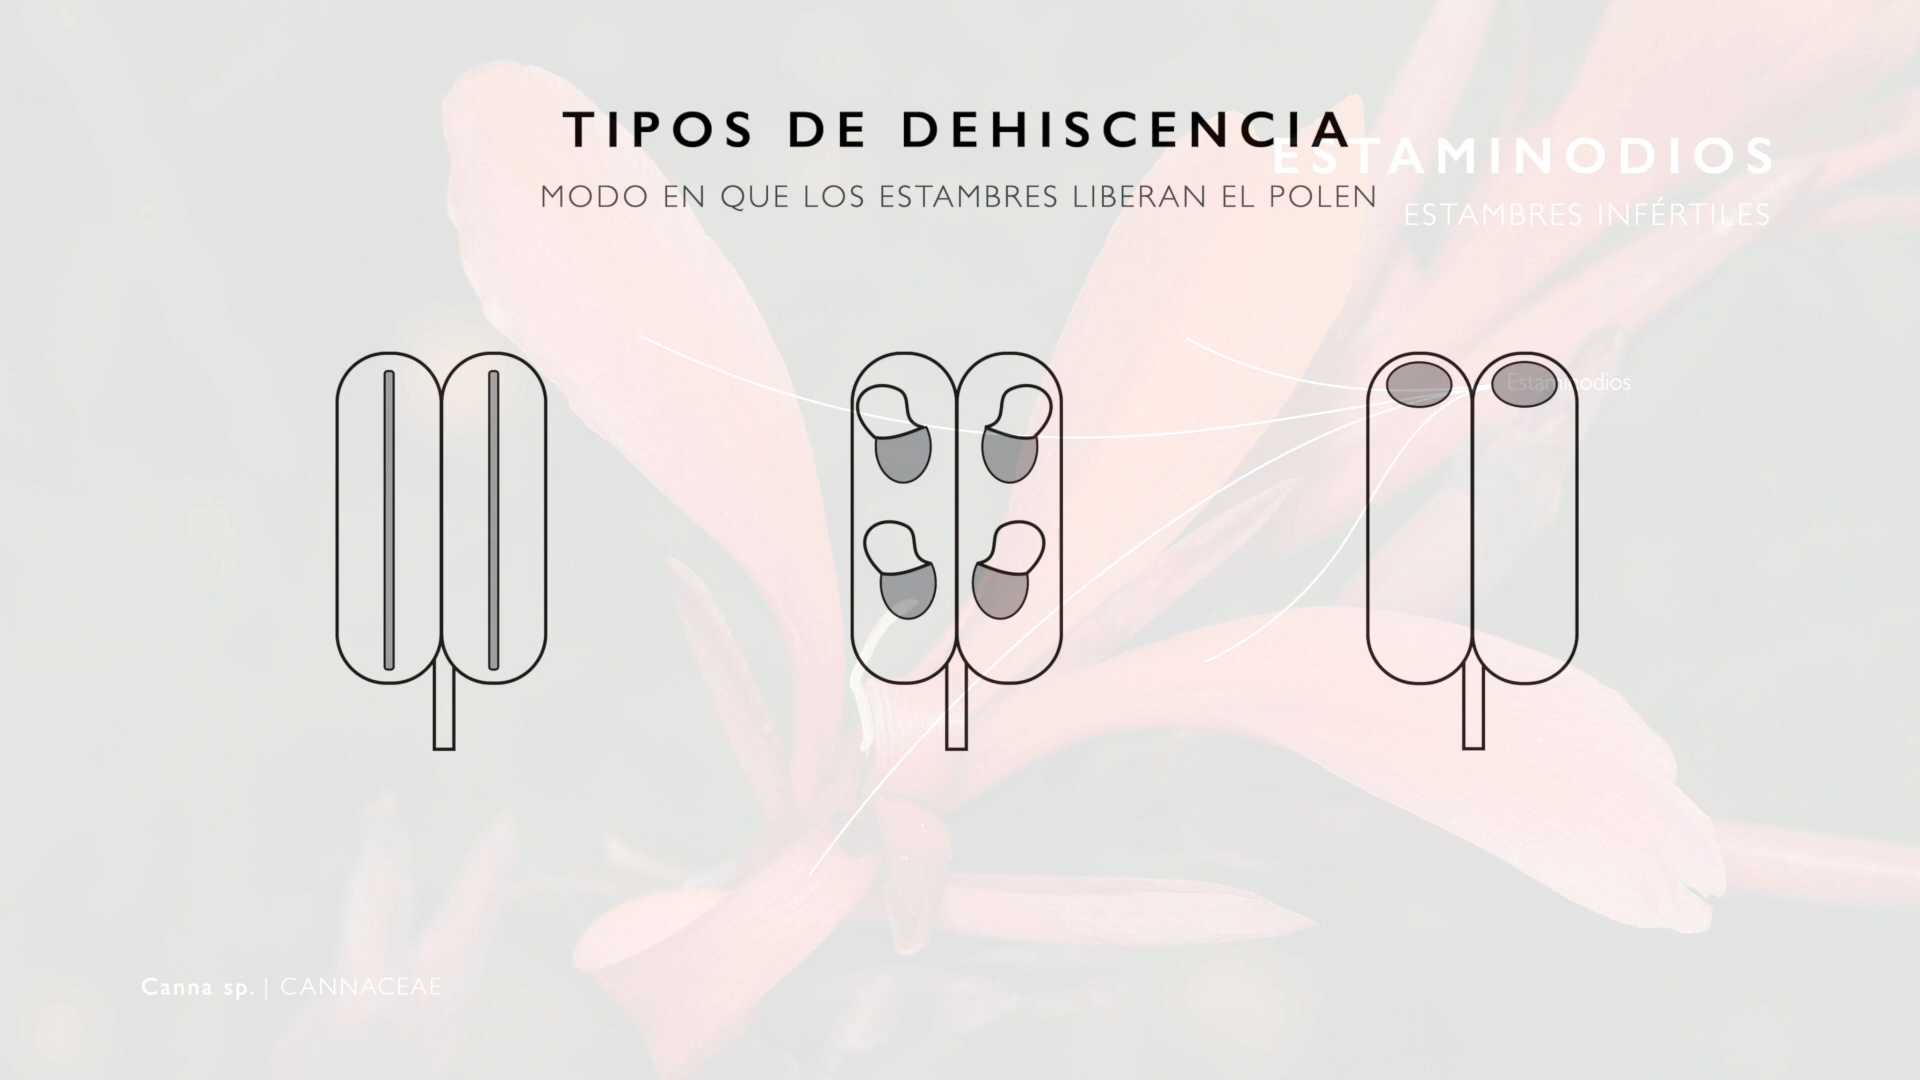 TIPOS DE DEHISCENCIA
MODO EN QUE LOS ESTAMBRES LIBERAN EL POLEN
ESTAMINODIOS
ESTAMBRES INFÉRTILES
Estaminodios
Canna sp. | CANNACEAE